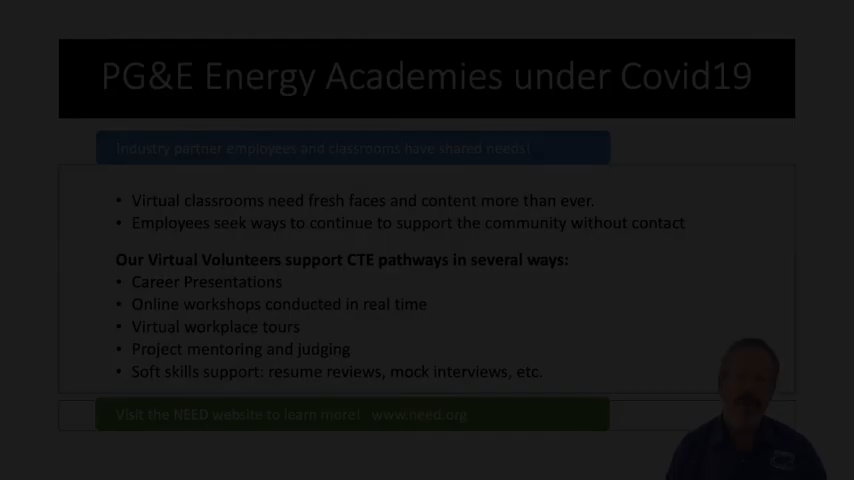 PG&E Energy Academies under Covid19
Industry partner employees and classrooms have shared needs!
• Virtual classrooms need fresh faces and content more than ever.
• Employees seek ways to continue to support the community without contact
Our Virtual Volunteers support CTE pathways in several ways:
• Career Presentations
• Online workshops conducted in real time
• Virtual workplace tours
• Project mentoring and judging
• Soft skills support: resume reviews, mock interviews, etc.
Visit the NEED website to learn more! www.need.org